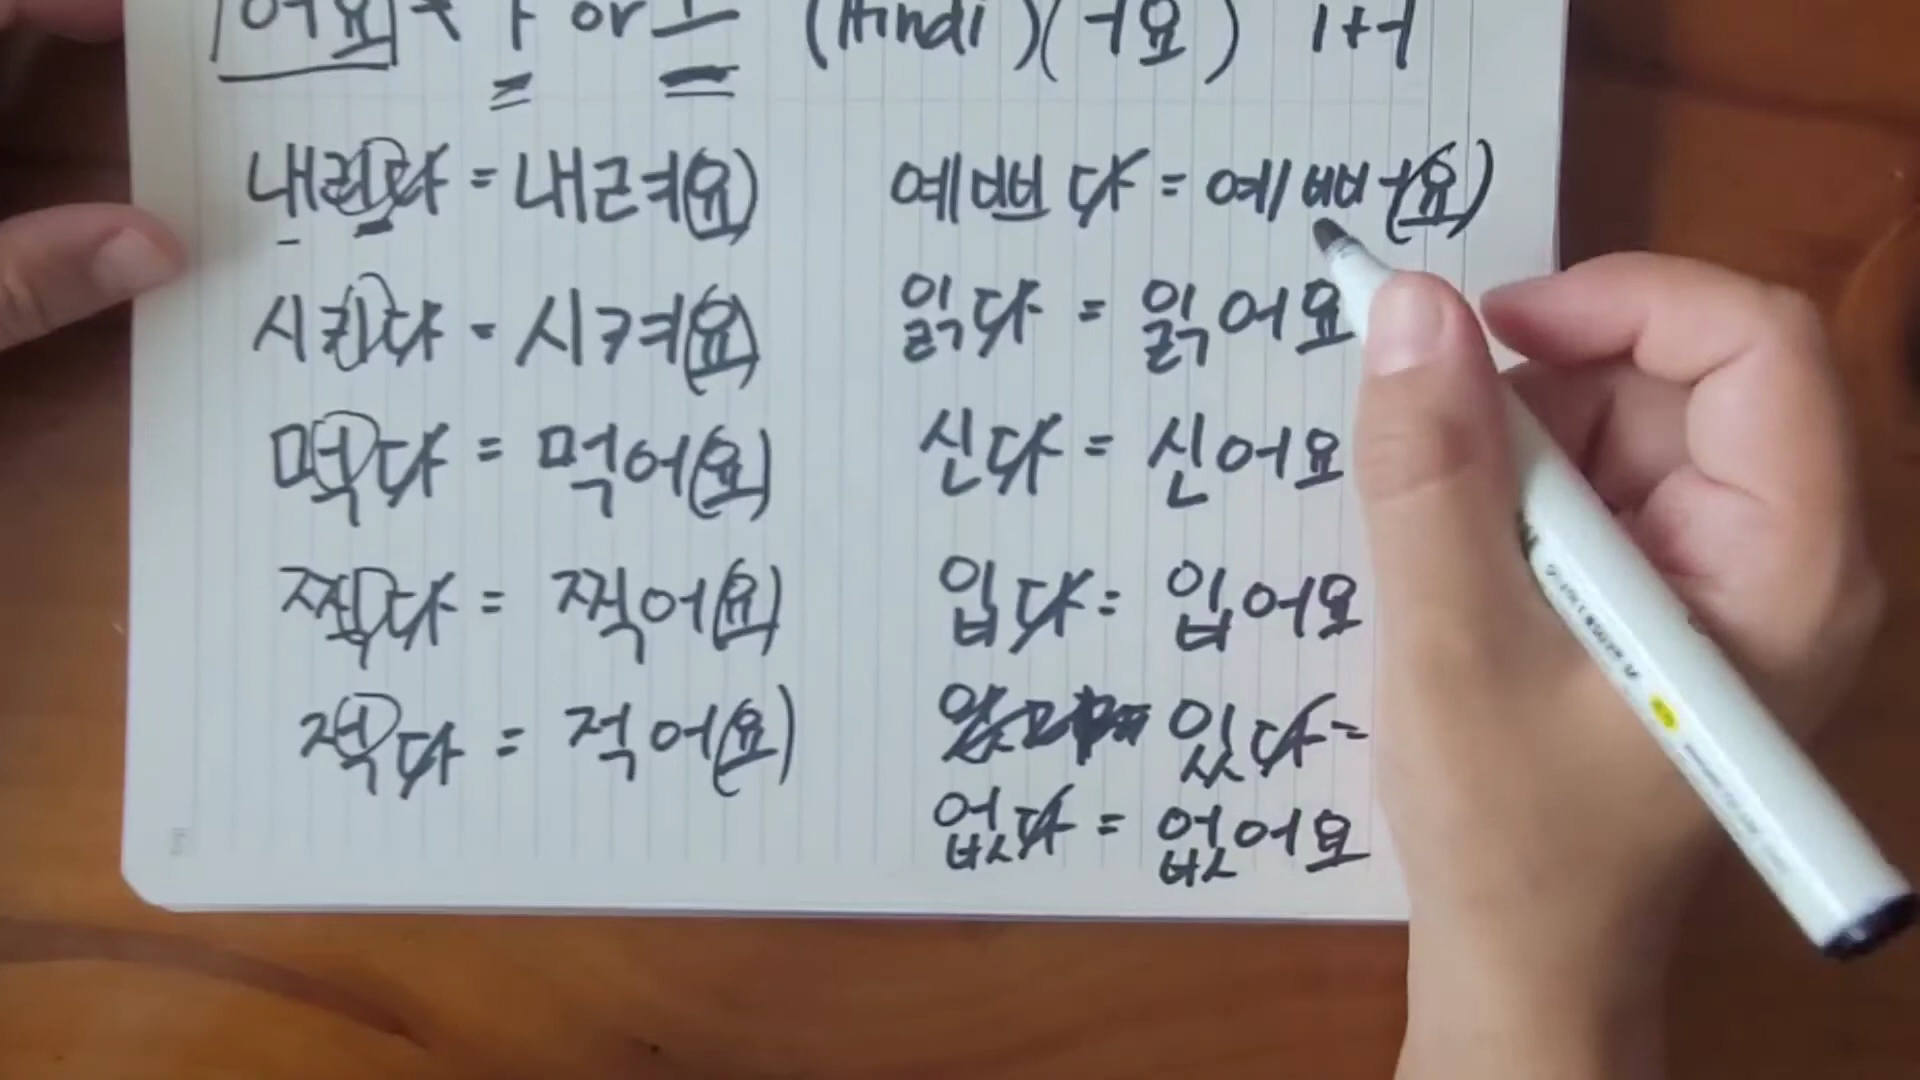 어요 ㅏ or ㅗ (Hindi) (ㅓ요) ㅣ+ㅓ
내리다 = 내려(요)
시키다 - 시켜(요)
먹다 = 먹어(요)
찍다 = 찍어(요)
적다 = 적어(요)
예쁘다 = 예뻐(요)
읽다 = 읽어요
신다 = 신어요
입다 = 입어요
있다 =
없다 = 없어요